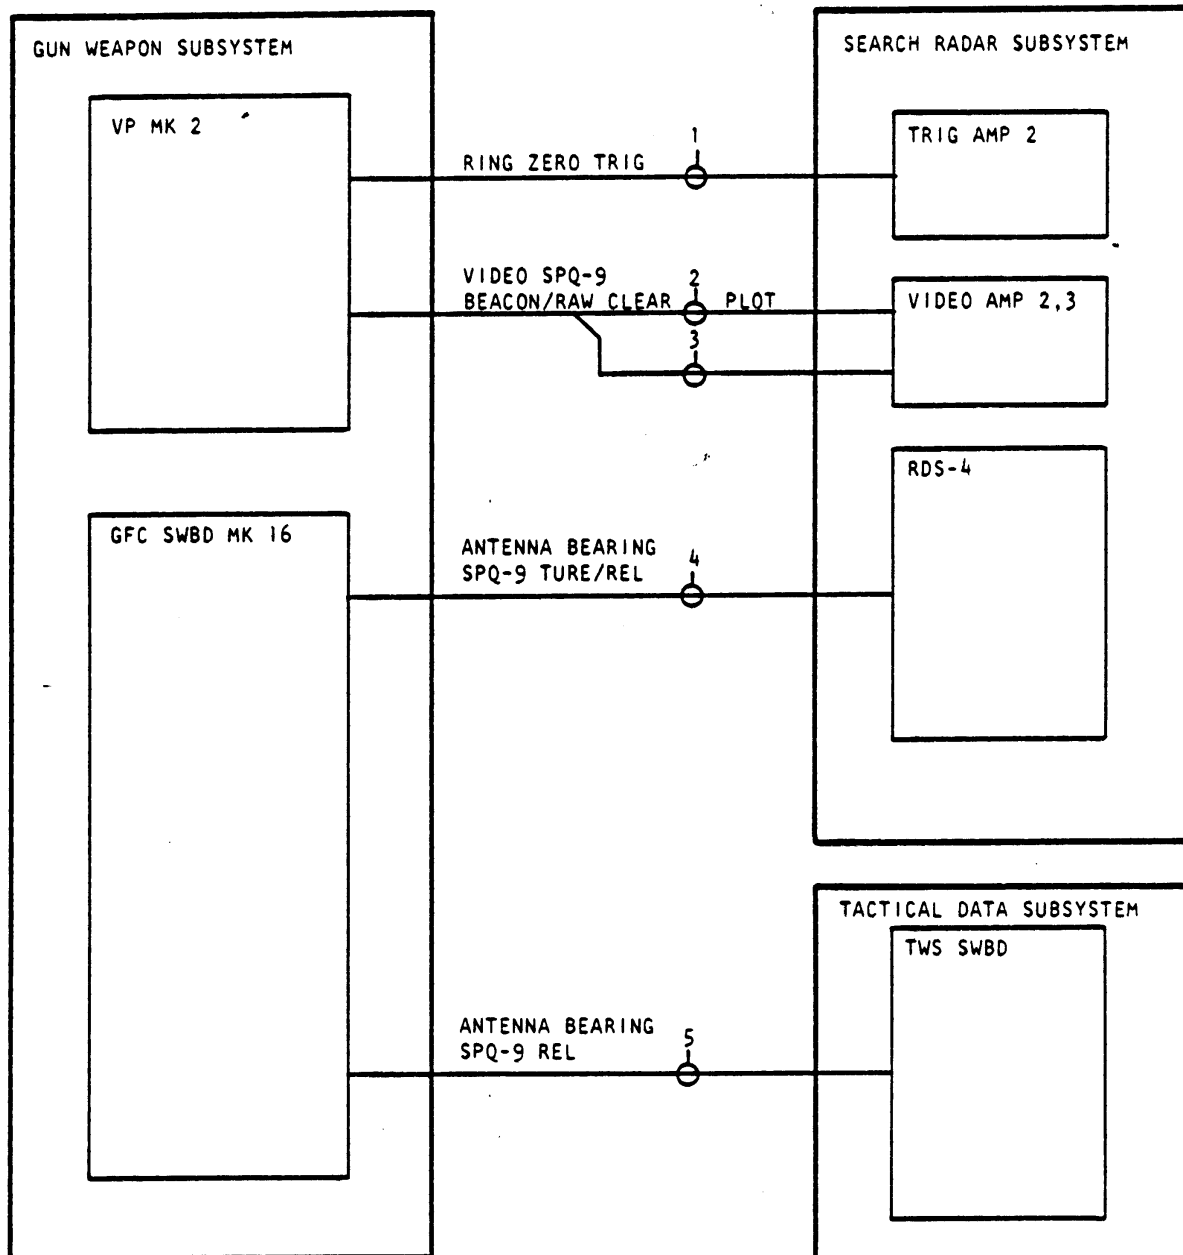 GUN WEAPON SUBSYSTEM
VP MK 2
GFC SWBD MK 16
RING ZERO TRIG
1
VIDEO SPQ-9
BEACON/RAW CLEAR
2
PLOT
3
ANTENNA BEARING
SPQ-9 TURE/REL
4
ANTENNA BEARING
SPQ-9 REL
5
SEARCH RADAR SUBSYSTEM
TRIG AMP 2
VIDEO AMP 2,3
RDS-4
TACTICAL DATA SUBSYSTEM
TWS SWBD